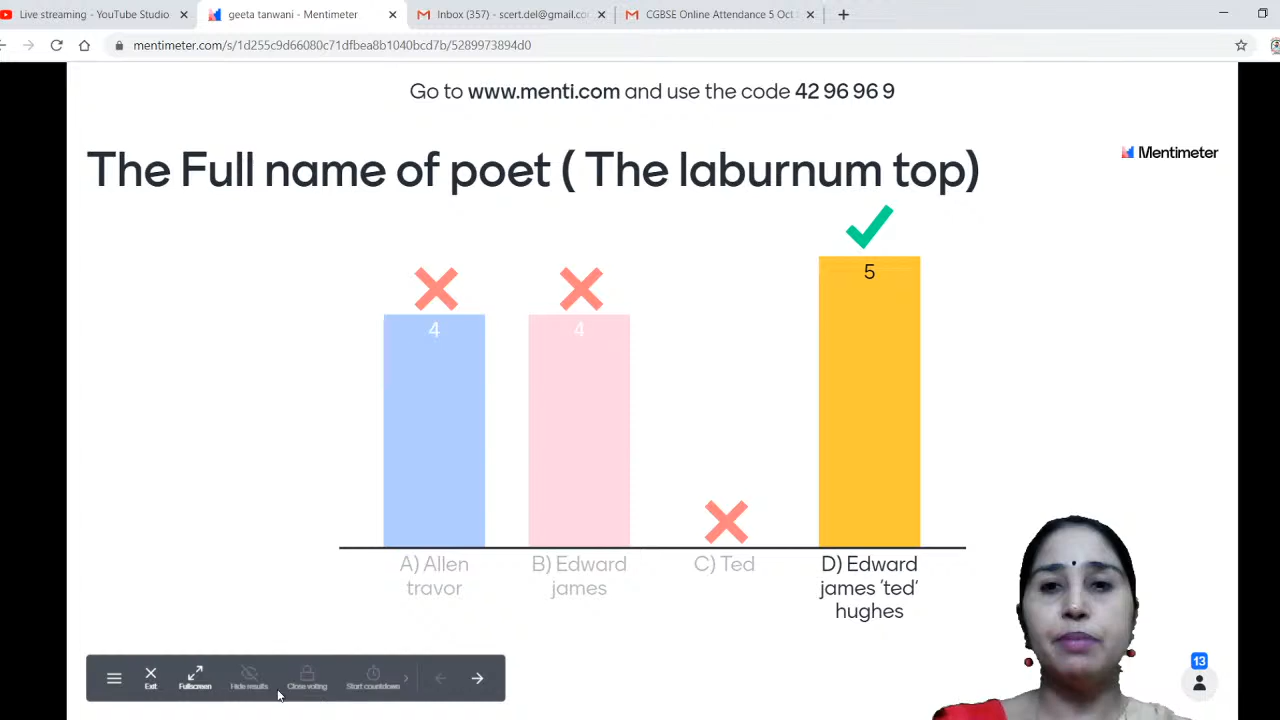 Live streaming - YouTube Studio
geeta tanwani - Mentimeter
Inbox (357) - scert.del@gmail.co
CGBSE Online Attendance 5 Oct
mentimeter.com/s/1d255c9d66080c71dfbea8b1040bcd7b/5289973894d0
Go to www.menti.com and use the code 42 96 96 9
Mentimeter
The Full name of poet ( The laburnum top)
5
4
4
A) Allen
travor
B) Edward
james
C) Ted
D) Edward
james 'ted'
hughes
Exit
Fullscreen
Hide results
Close voting
Start countdown
13